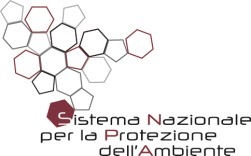 Sistema Nazionale
per la Protezione
dell'Ambiente